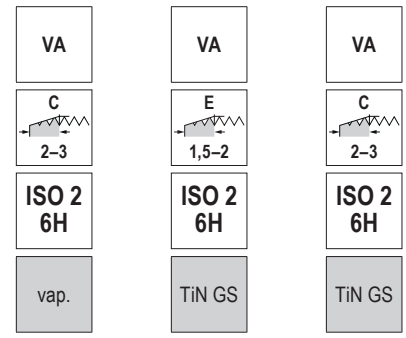 VA VA VA
C E C
2–3 1,5–2 2–3
ISO 2 ISO 2 ISO 2
6H 6H 6H
vap. TiN GS TiN GS